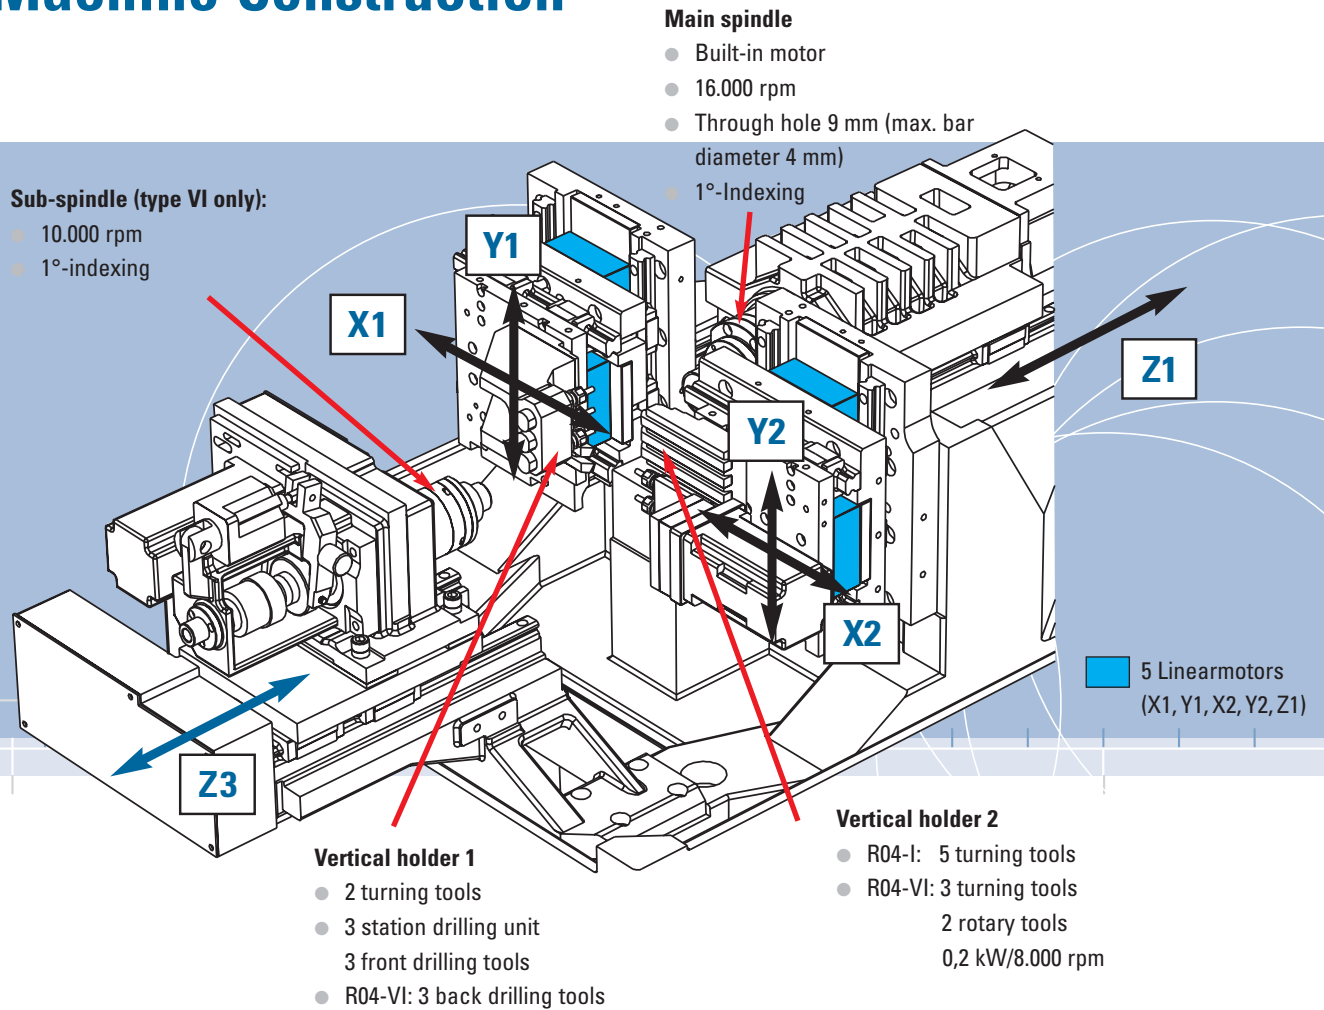 Machine Construction
Main spindle
● Built-in motor
● 16.000 rpm
● Through hole 9 mm (max. bar
diameter 4 mm)
● 1°-Indexing
Sub-spindle (type VI only):
● 10.000 rpm
● 1°-indexing
Y1
X1
Z1
Y2
X2
Z3
5 Linearmotors
(X1, Y1, X2, Y2, Z1)
Vertical holder 1
● 2 turning tools
● 3 station drilling unit
3 front drilling tools
● R04-VI: 3 back drilling tools
Vertical holder 2
● R04-I: 5 turning tools
● R04-VI: 3 turning tools
2 rotary tools
0,2 kW/8.000 rpm